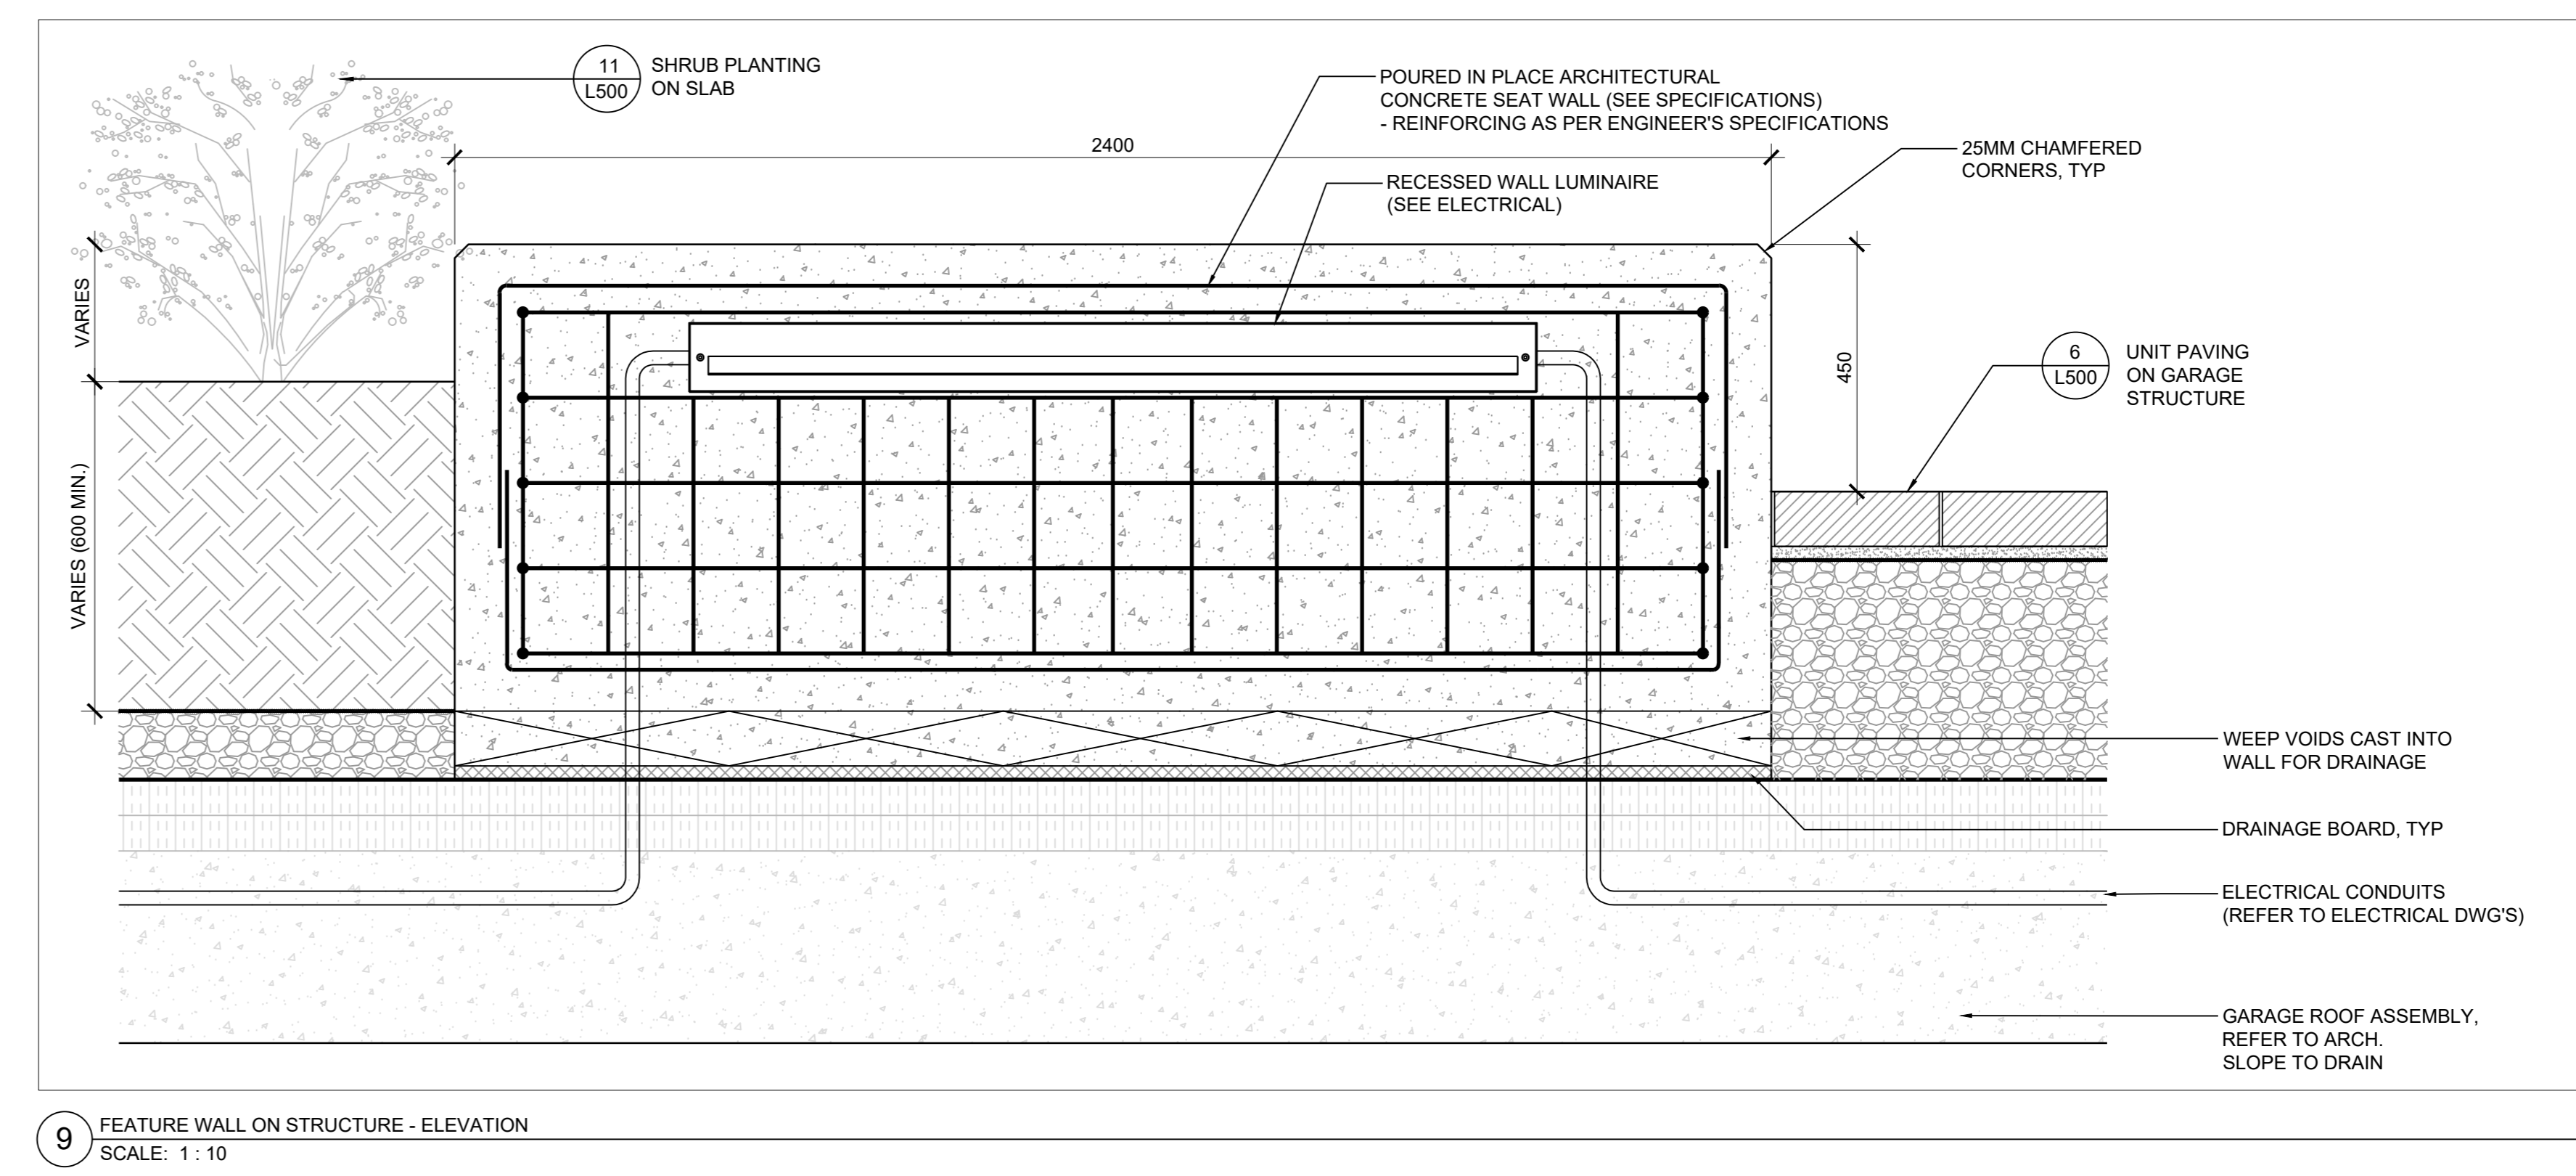 11
L500
SHRUB PLANTING
ON SLAB
POURED IN PLACE ARCHITECTURAL
CONCRETE SEAT WALL (SEE SPECIFICATIONS)
- REINFORCING AS PER ENGINEER'S SPECIFICATIONS
2400
25MM CHAMFERED
CORNERS, TYP
RECESSED WALL LUMINAIRE
(SEE ELECTRICAL)
VARIES
450
6
L500
UNIT PAVING
ON GARAGE
STRUCTURE
VARIES (600 MIN.)
WEEP VOIDS CAST INTO
WALL FOR DRAINAGE
DRAINAGE BOARD, TYP
ELECTRICAL CONDUITS
(REFER TO ELECTRICAL DWG'S)
GARAGE ROOF ASSEMBLY,
REFER TO ARCH.
SLOPE TO DRAIN
9
FEATURE WALL ON STRUCTURE - ELEVATION
SCALE: 1 : 10